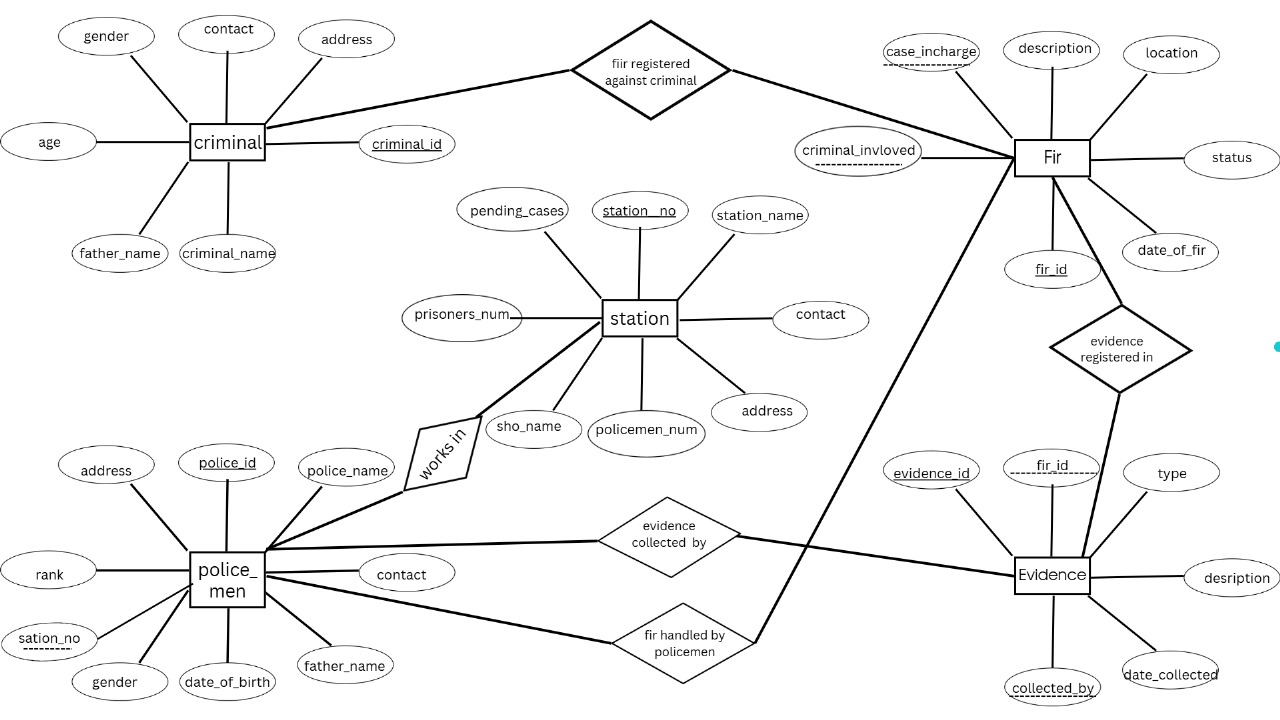 gender
contact
address
fiir registered
against criminal
case_incharge
description
location
age
criminal
criminal_id
criminal_invloved
Fir
status
father_name
criminal_name
pending_cases
station__no
station_name
fir_id
date_of_fir
prisoners_num
station
contact
evidence
registered in
sho_name
policemen_num
address
works in
address
police_id
police_name
evidence_id
fir_id
type
evidence
collected by
rank
police_
men
contact
Evidence
desription
sation_no
fir handled by
policemen
gender
date_of_birth
father_name
collected_by
date_collected